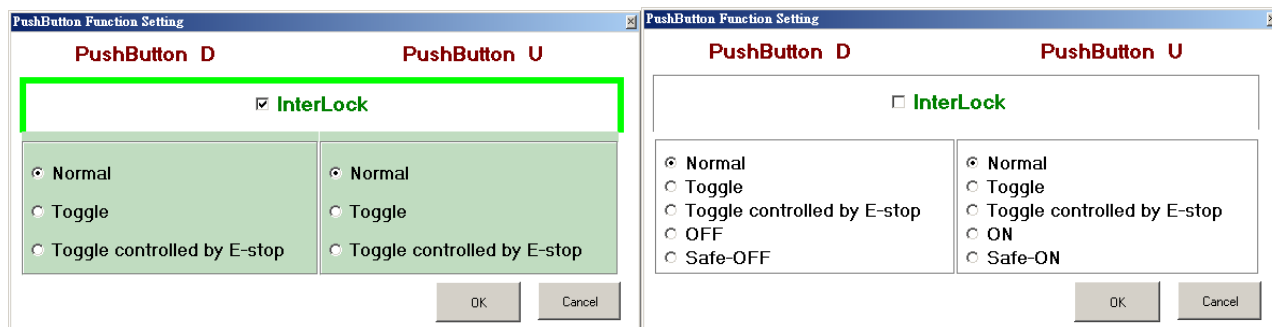 PushButton Function Setting
PushButton D PushButton U
InterLock
Normal
Toggle
Toggle controlled by E-stop
Normal
Toggle
Toggle controlled by E-stop
OK Cancel
PushButton Function Setting
PushButton D PushButton U
InterLock
Normal
Toggle
Toggle controlled by E-stop
OFF
Safe-OFF
Normal
Toggle
Toggle controlled by E-stop
ON
Safe-ON
OK Cancel